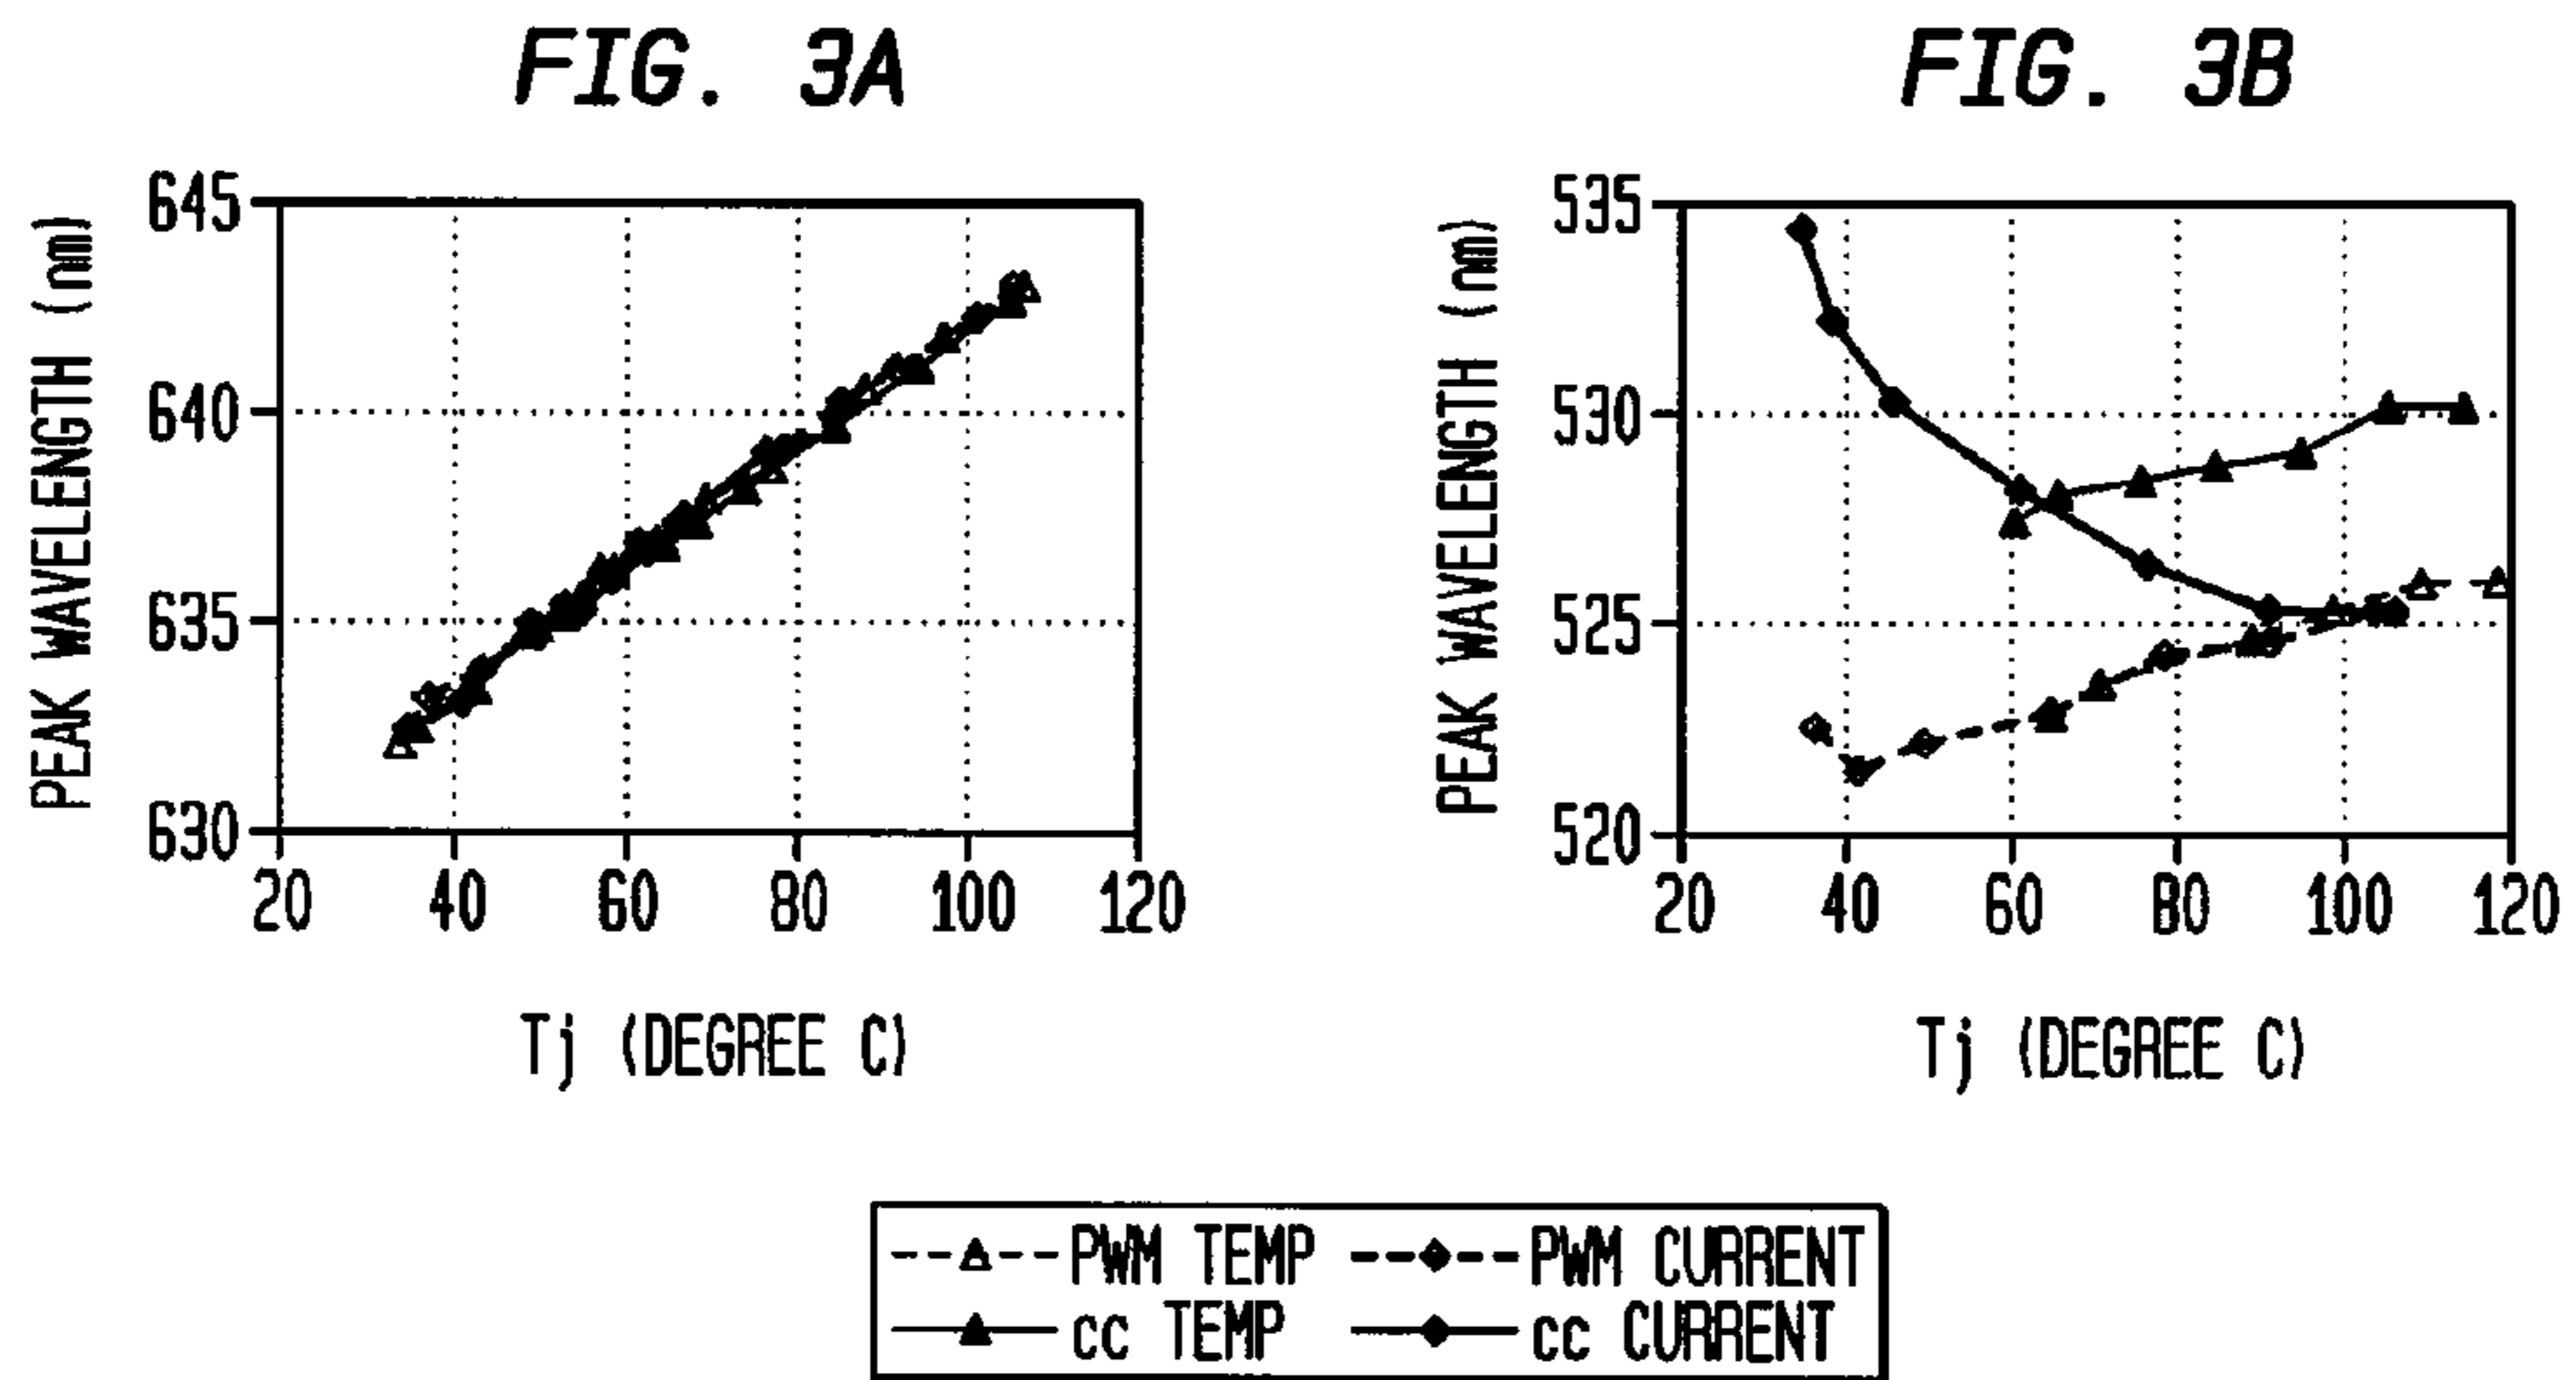 FIG. 3A
PEAK WAVELENGTH (nm)
645
640
635
630
20 40 60 80 100 120
Tj (DEGREE C)
FIG. 3B
PEAK WAVELENGTH (nm)
535
530
525
520
20 40 60 80 100 120
Tj (DEGREE C)
PWM TEMP PWM CURRENT
cc TEMP cc CURRENT